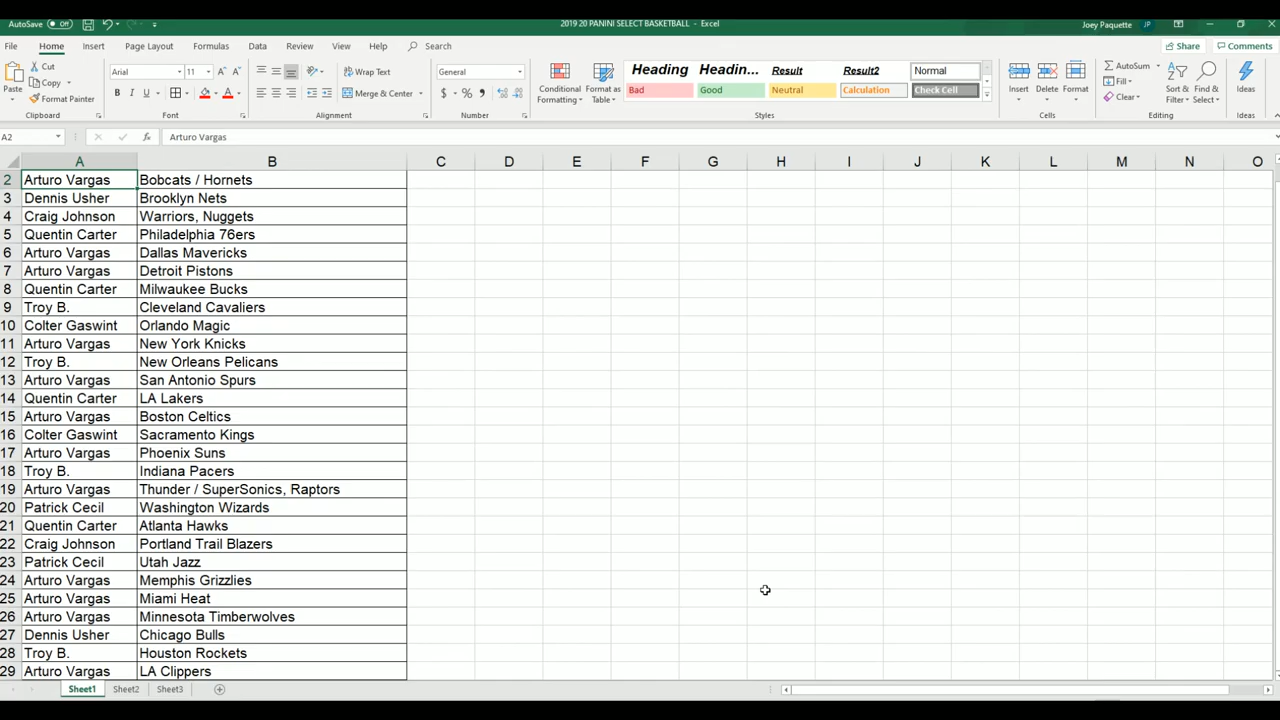 AutoSave Off 2019 20 PANINI SELECT BASKETBALL - Excel Joey Paquette JP
File Home Insert Page Layout Formulas Data Review View Help Search Share Comments
Paste Cut Copy Format Painter Clipboard
Arial 11 B I U A A A Font
Wrap Text Merge & Center Alignment
General $ % , Number
Conditional Formatting Format as Table
Heading Headin... Result Result2 Normal
Bad Good Neutral Calculation Check Cell
Styles
Insert Delete Format Cells
AutoSum Fill Clear Sort & Filter Find & Select Editing
Ideas Ideas
A2 fx Arturo Vargas
A B C D E F G H I J K L M N O
2 Arturo Vargas Bobcats / Hornets
3 Dennis Usher Brooklyn Nets
4 Craig Johnson Warriors, Nuggets
5 Quentin Carter Philadelphia 76ers
6 Arturo Vargas Dallas Mavericks
7 Arturo Vargas Detroit Pistons
8 Quentin Carter Milwaukee Bucks
9 Troy B. Cleveland Cavaliers
10 Colter Gaswint Orlando Magic
11 Arturo Vargas New York Knicks
12 Troy B. New Orleans Pelicans
13 Arturo Vargas San Antonio Spurs
14 Quentin Carter LA Lakers
15 Arturo Vargas Boston Celtics
16 Colter Gaswint Sacramento Kings
17 Arturo Vargas Phoenix Suns
18 Troy B. Indiana Pacers
19 Arturo Vargas Thunder / SuperSonics, Raptors
20 Patrick Cecil Washington Wizards
21 Quentin Carter Atlanta Hawks
22 Craig Johnson Portland Trail Blazers
23 Patrick Cecil Utah Jazz
24 Arturo Vargas Memphis Grizzlies
25 Arturo Vargas Miami Heat
26 Arturo Vargas Minnesota Timberwolves
27 Dennis Usher Chicago Bulls
28 Troy B. Houston Rockets
29 Arturo Vargas LA Clippers
Sheet1 Sheet2 Sheet3